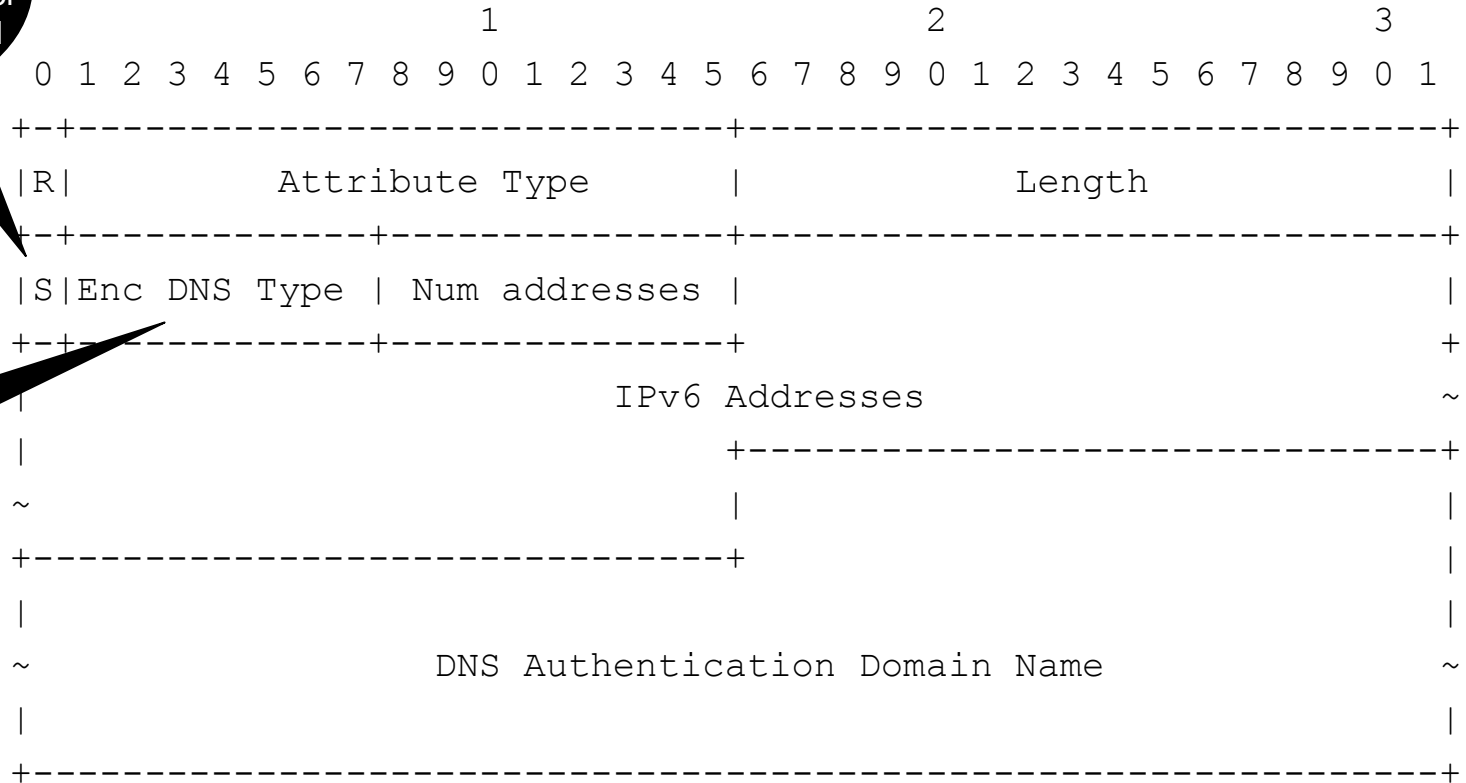 1 2 3
0 1 2 3 4 5 6 7 8 9 0 1 2 3 4 5 6 7 8 9 0 1 2 3 4 5 6 7 8 9 0 1
+-+-----------------------------+-------------------------------+
|R| Attribute Type | Length |
+-+-------------+---------------+-------------------------------+
|S|Enc DNS Type | Num addresses | |
+-+-------------+---------------+ +
| IPv6 Addresses ~
| +-------------------------------+
~ | |
+-------------------------------+ |
| |
~ DNS Authentication Domain Name ~
| |
+---------------------------------------------------------------+